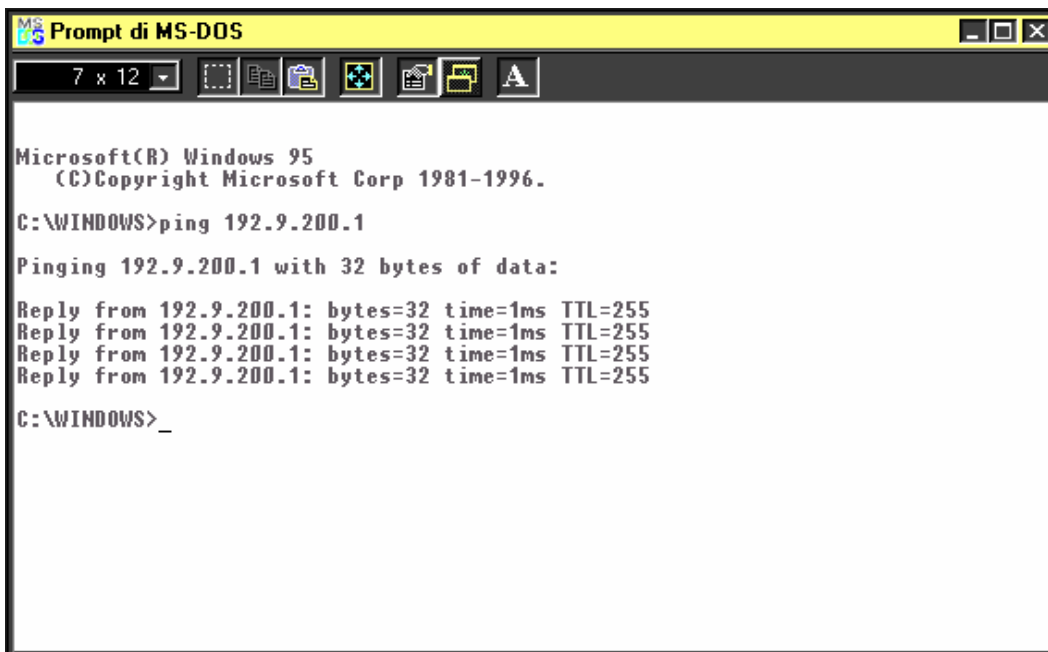 MS DOS Prompt di MS-DOS
7 x 12
A
Microsoft(R) Windows 95
(C)Copyright Microsoft Corp 1981-1996.
C:\WINDOWS>ping 192.9.200.1
Pinging 192.9.200.1 with 32 bytes of data:
Reply from 192.9.200.1: bytes=32 time=1ms TTL=255
Reply from 192.9.200.1: bytes=32 time=1ms TTL=255
Reply from 192.9.200.1: bytes=32 time=1ms TTL=255
Reply from 192.9.200.1: bytes=32 time=1ms TTL=255
C:\WINDOWS>_